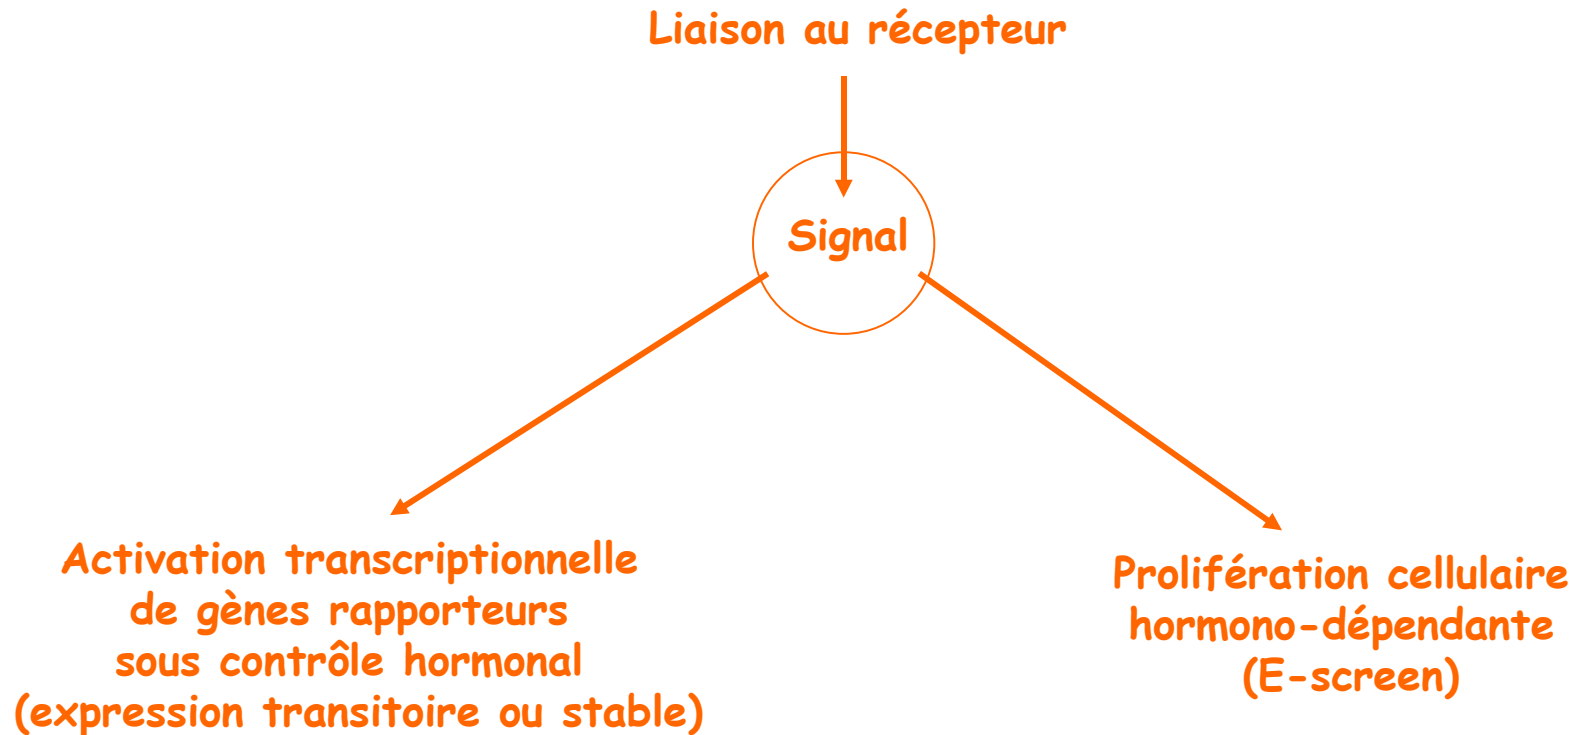 Liaison au récepteur
Signal
Activation transcriptionnelle
de gènes rapporteurs
sous contrôle hormonal
(expression transitoire ou stable)
Prolifération cellulaire
hormono-dépendante
(E-screen)